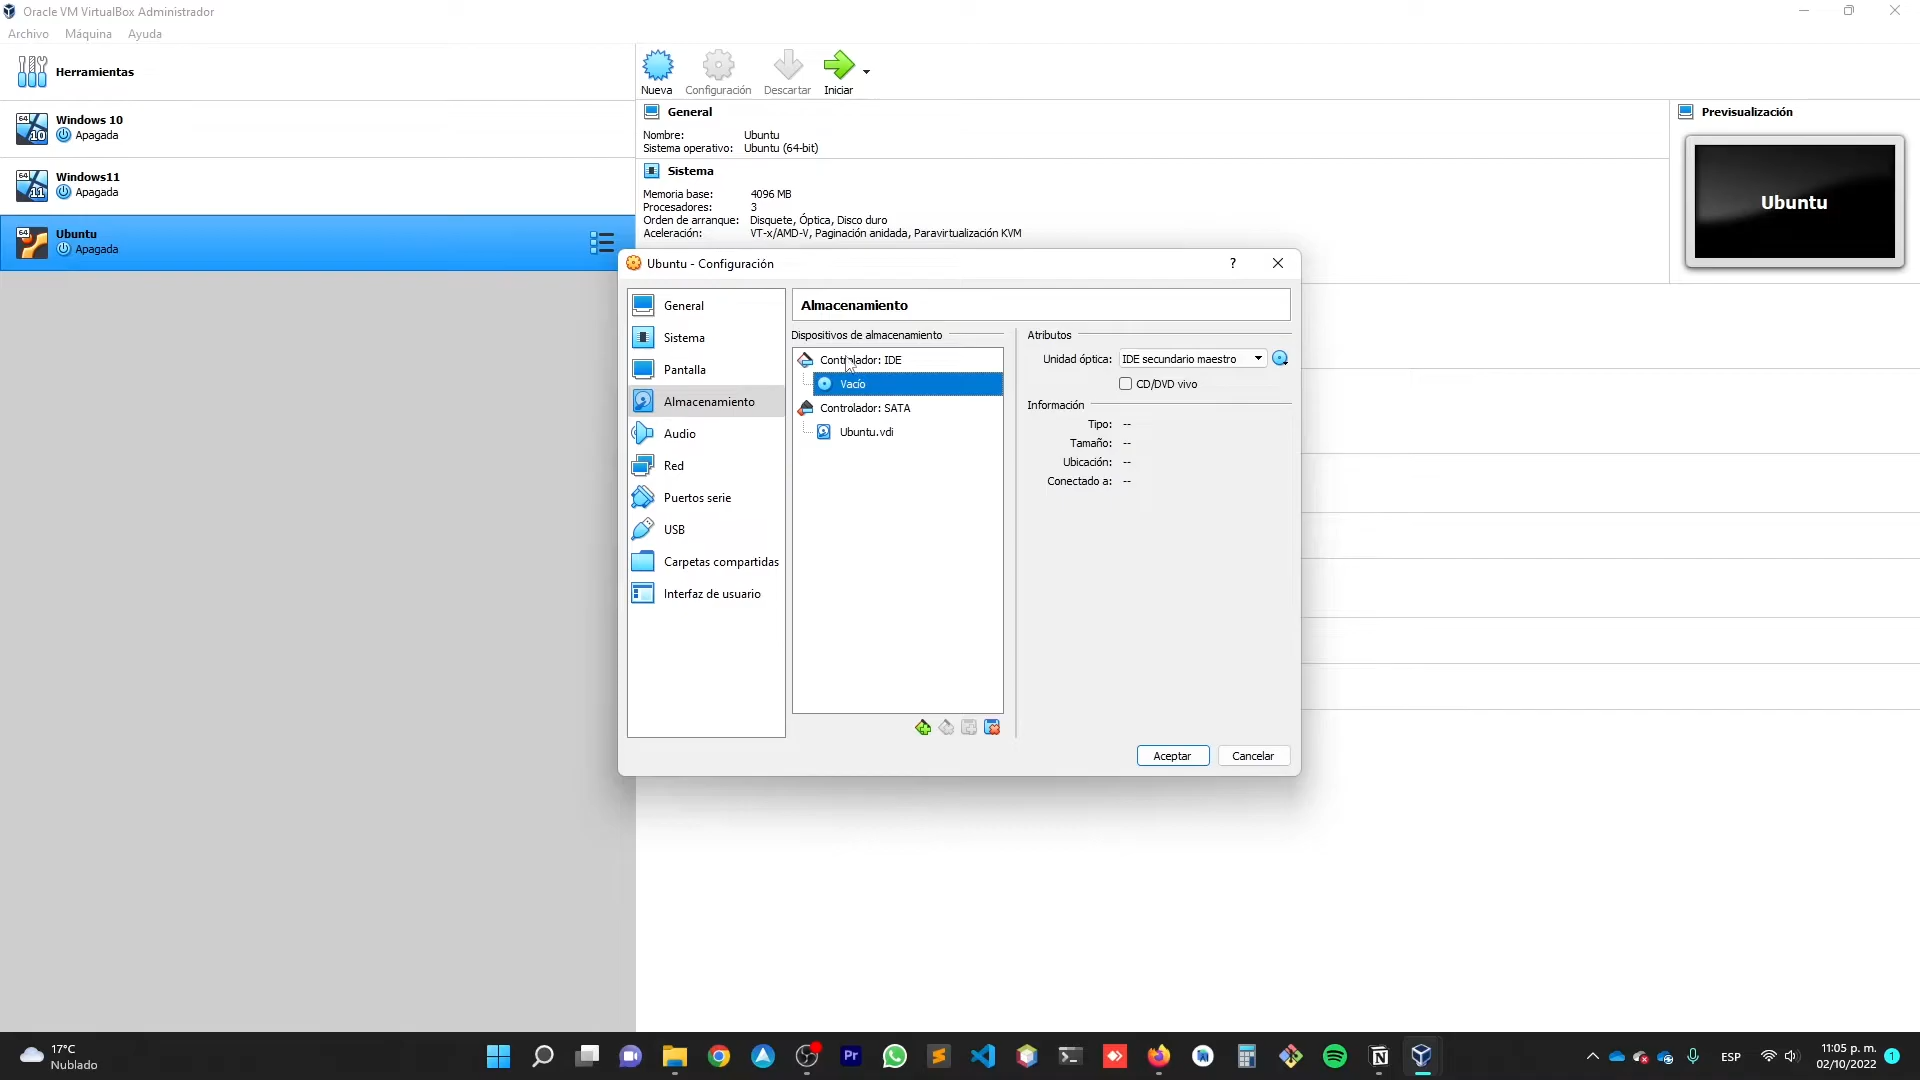 Oracle VM VirtualBox Administrador
Archivo Máquina Ayuda
Herramientas
Windows 10
Apagada
Windows11
Apagada
Ubuntu
Apagada
Nueva Configuración Descartar Iniciar
General
Nombre: Ubuntu
Sistema operativo: Ubuntu (64-bit)
Sistema
Memoria base: 4096 MB
Procesadores: 3
Orden de arranque: Disquete, Óptica, Disco duro
Aceleración: VT-x/AMD-V, Paginación anidada, Paravirtualización KVM
Previsualización
Ubuntu
Ubuntu - Configuración
General
Sistema
Pantalla
Almacenamiento
Audio
Red
Puertos serie
USB
Carpetas compartidas
Interfaz de usuario
Almacenamiento
Dispositivos de almacenamiento
Controlador: IDE
Vacío
Controlador: SATA
Ubuntu.vdi
Atributos
Unidad óptica: IDE secundario maestro
CD/DVD vivo
Información
Tipo: --
Tamaño: --
Ubicación: --
Conectado a: --
Aceptar Cancelar
17°C
Nublado
ESP
11:05 p. m.
02/10/2022
1